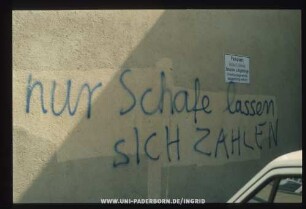 nur Schafe lassen
SICH ZAHLEN
WWW.UNI-PADERBORN.DE/INGRID